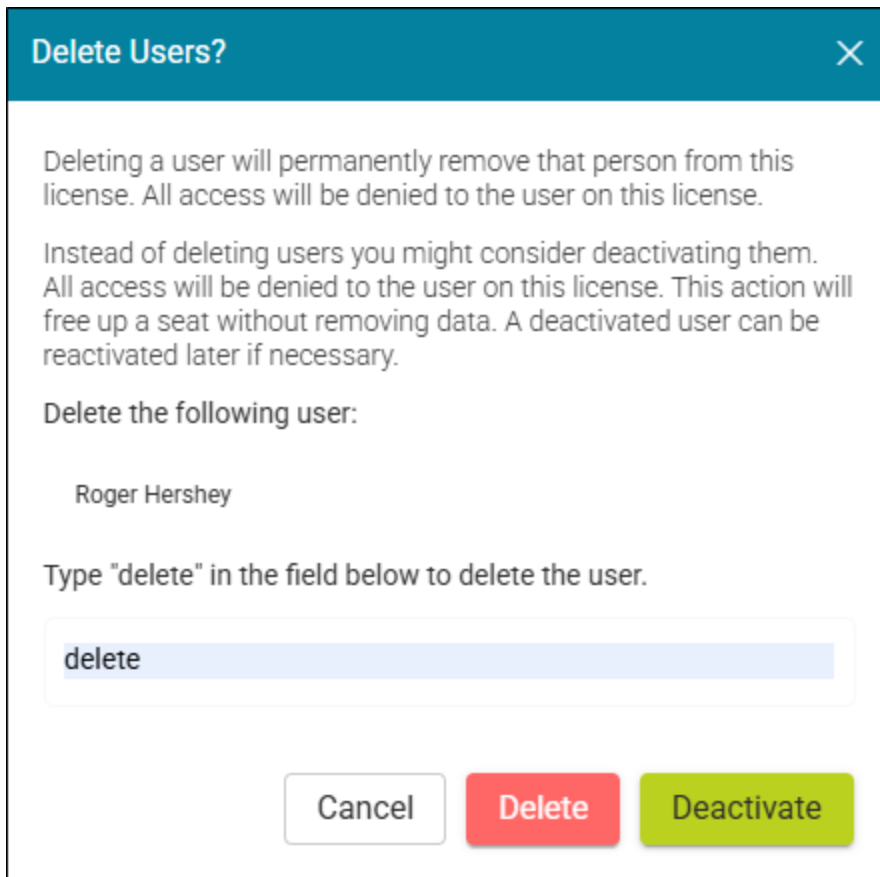 Delete Users?
Deleting a user will permanently remove that person from this
license. All access will be denied to the user on this license.
Instead of deleting users you might consider deactivating them.
All access will be denied to the user on this license. This action will
free up a seat without removing data. A deactivated user can be
reactivated later if necessary.
Delete the following user:
Roger Hershey
Type "delete" in the field below to delete the user.
delete
Cancel Delete Deactivate